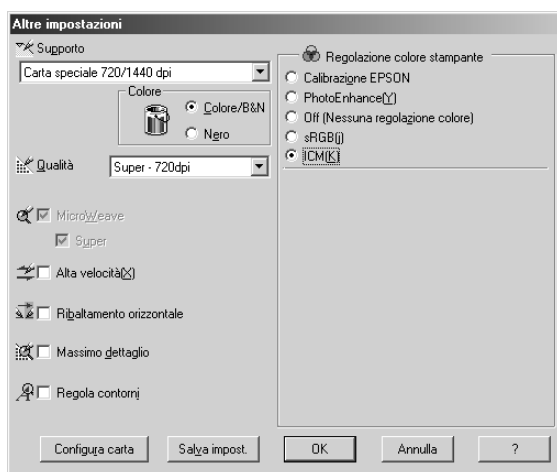 Altre impostazioni
Supporto
Carta speciale 720/1440 dpi
Colore
Colore/B&N
Nero
Qualità
Super - 720dpi
MicroWeave
Super
Alta velocità(X)
Ribaltamento orizzontale
Massimo dettaglio
Regola contorni
Regolazione colore stampante
Calibrazione EPSON
PhotoEnhance(Y)
Off (Nessuna regolazione colore)
sRGB(j)
ICM(K)
Configura carta
Salva impost.
OK
Annulla
?